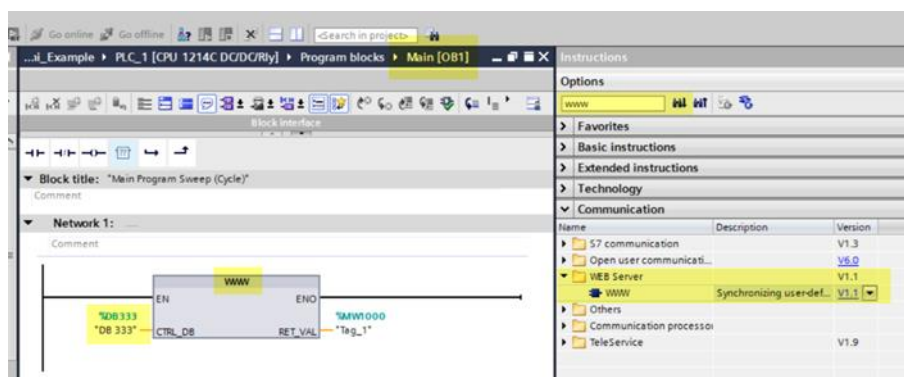 Go online Go offline <Search in project>
...i_Example ▸ PLC_1 [CPU 1214C DC/DC/Rly] ▸ Program blocks ▸ Main [OB1]
Block interface
Block title: "Main Program Sweep (Cycle)"
Comment
Network 1: .....
Comment
WWW
EN ENO
%DB333
"DB 333" CTRL_DB
%MW1000
RET_VAL "Tag_1"
Instructions
Options
www
Favorites
Basic instructions
Extended instructions
Technology
Communication
Name Description Version
S7 communication V1.3
Open user communicati... V6.0
WEB Server V1.1
WWW Synchronizing user-def... V1.1
Others
Communication processor
TeleService V1.9